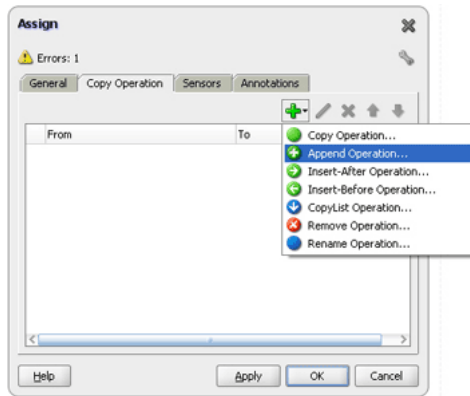 Assign
Errors: 1
General Copy Operation Sensors Annotations
From To
Copy Operation...
Append Operation...
Insert-After Operation...
Insert-Before Operation...
CopyList Operation...
Remove Operation...
Rename Operation...
Help Apply OK Cancel